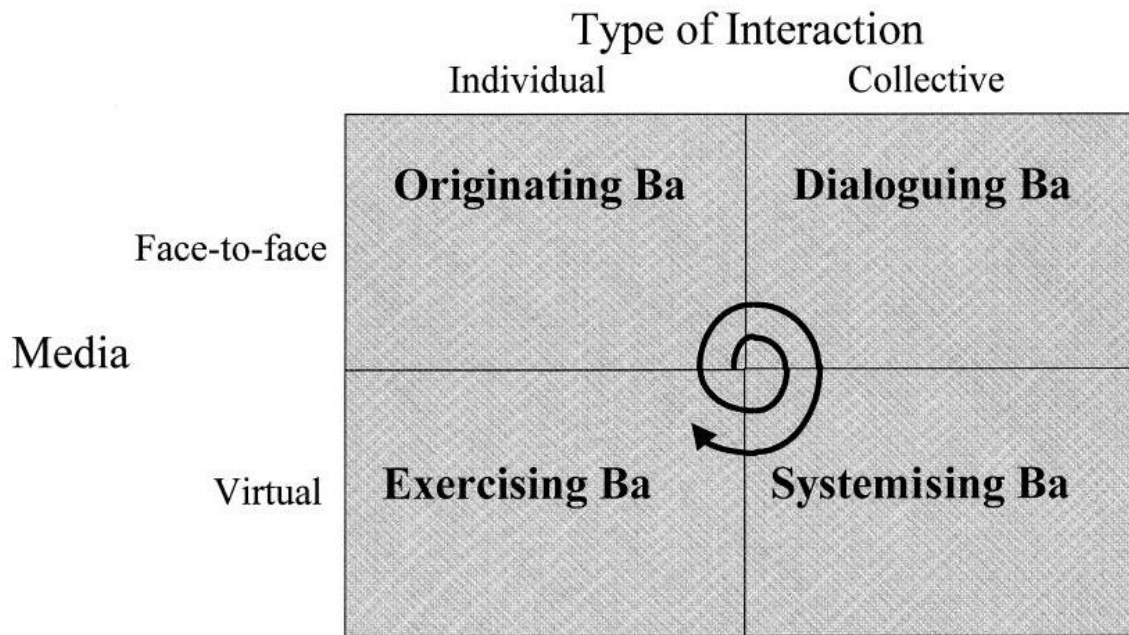 Type of Interaction
Individual Collective
Originating Ba Dialoguing Ba
Face-to-face
Media
Virtual
Exercising Ba Systemising Ba